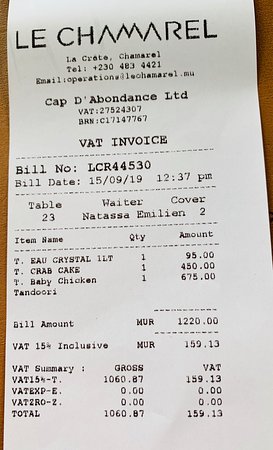 LE CHAMAREL
La Crête, Chamarel
Tel: +230 483 4421
Email:operations@lechamarel.mu
Cap D'Abondance Ltd
VAT:27524307
BRN:C17147767
VAT INVOICE
Bill No: LCR44530
Bill Date: 15/09/19 12:37 pm
Table Waiter Cover
23 Natassa Emilien 2
Item Name Qty Amount
T. EAU CRYSTAL 1LT 1 95.00
T. CRAB CAKE 1 450.00
T. Baby Chicken 1 675.00
Tandoori
Bill Amount MUR 1220.00
VAT 15% Inclusive MUR 159.13
VAT Summary : GROSS VAT
VAT15%-T. 1060.87 159.13
VATEXP-E. 0.00 0.00
VATZRO-Z. 0.00 0.00
TOTAL 1060.87 159.13